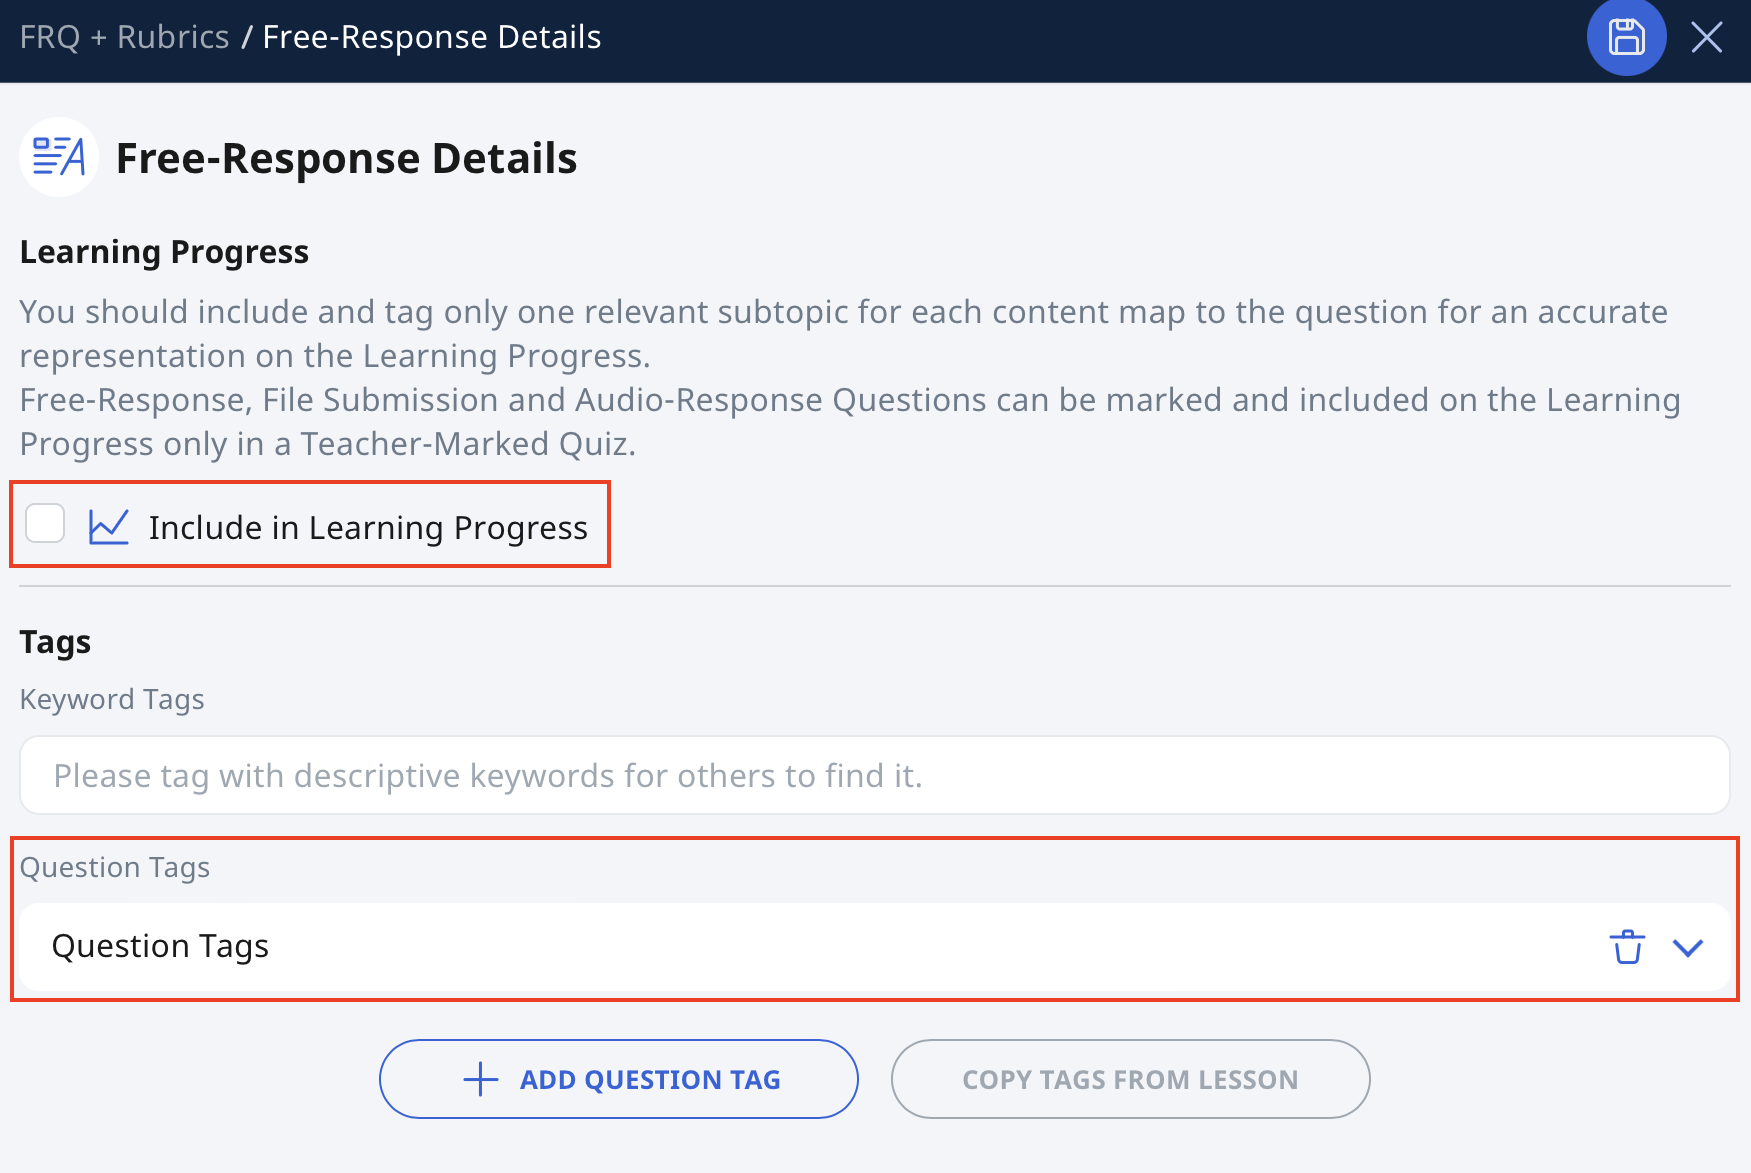 FRQ + Rubrics / Free-Response Details
Free-Response Details
Learning Progress
You should include and tag only one relevant subtopic for each content map to the question for an accurate
representation on the Learning Progress.
Free-Response, File Submission and Audio-Response Questions can be marked and included on the Learning
Progress only in a Teacher-Marked Quiz.
Include in Learning Progress
Tags
Keyword Tags
Please tag with descriptive keywords for others to find it.
Question Tags
Question Tags
ADD QUESTION TAG
COPY TAGS FROM LESSON